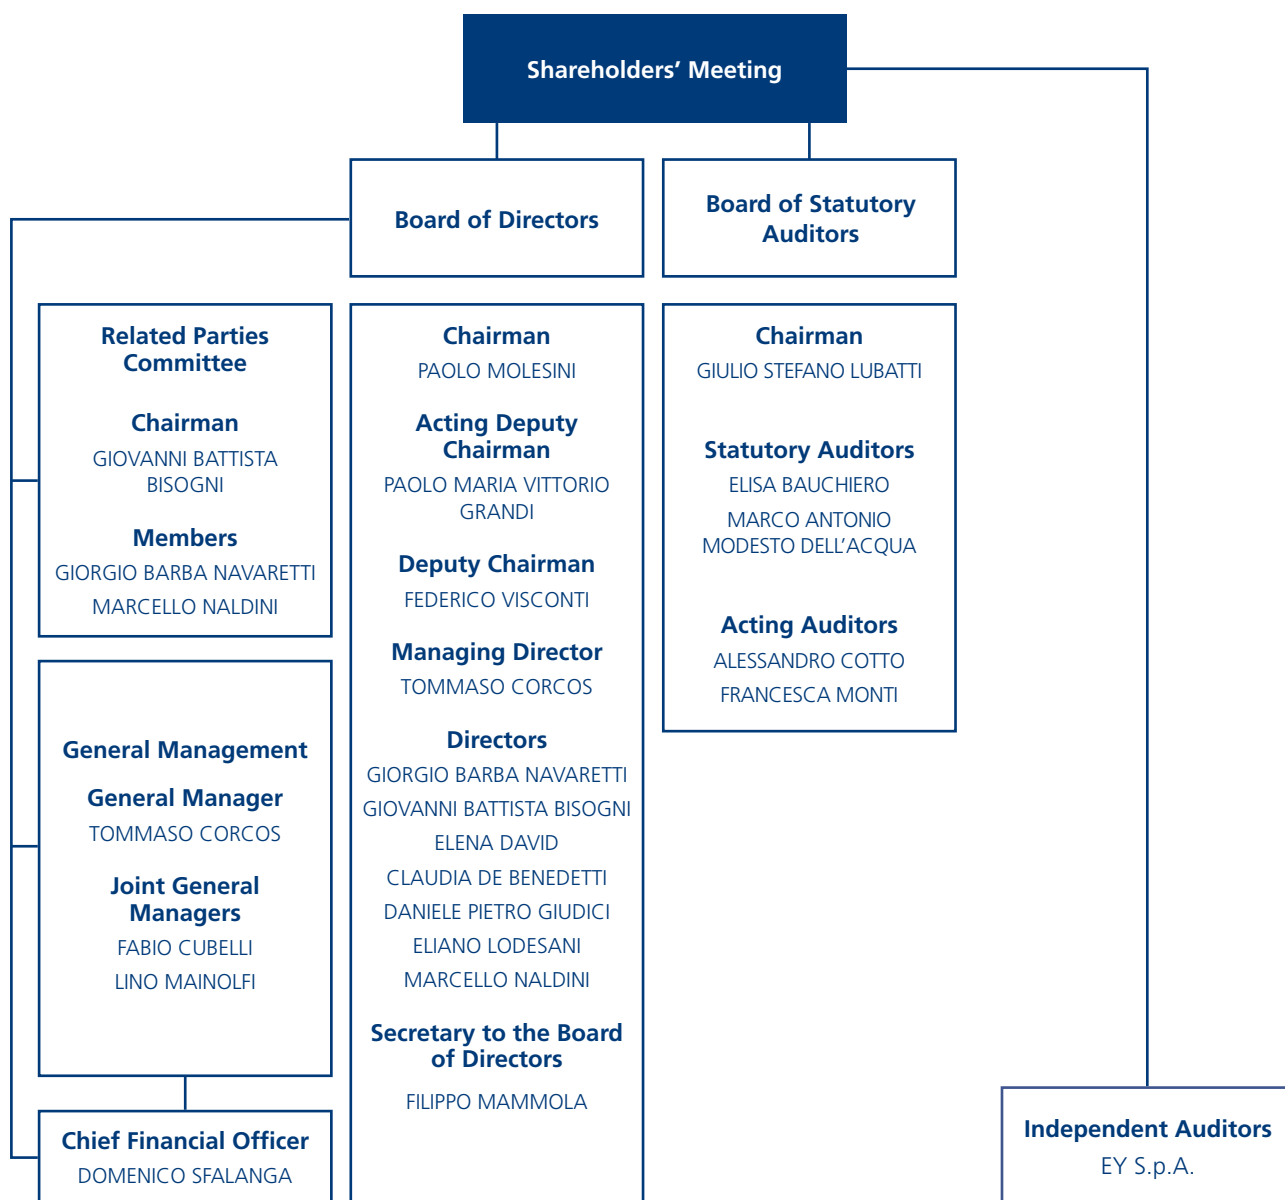 Shareholders’ Meeting
Board of Directors
Board of Statutory
Auditors
Related Parties
Committee
Chairman
GIOVANNI BATTISTA
BISOGNI
Members
GIORGIO BARBA NAVARETTI
MARCELLO NALDINI
General Management
General Manager
TOMMASO CORCOS
Joint General
Managers
FABIO CUBELLI
LINO MAINOLFI
Chief Financial Officer
DOMENICO SFALANGA
Chairman
PAOLO MOLESINI
Acting Deputy
Chairman
PAOLO MARIA VITTORIO
GRANDI
Deputy Chairman
FEDERICO VISCONTI
Managing Director
TOMMASO CORCOS
Directors
GIORGIO BARBA NAVARETTI
GIOVANNI BATTISTA BISOGNI
ELENA DAVID
CLAUDIA DE BENEDETTI
DANIELE PIETRO GIUDICI
ELIANO LODESANI
MARCELLO NALDINI
Secretary to the Board
of Directors
FILIPPO MAMMOLA
Chairman
GIULIO STEFANO LUBATTI
Statutory Auditors
ELISA BAUCHIERO
MARCO ANTONIO
MODESTO DELL’ACQUA
Acting Auditors
ALESSANDRO COTTO
FRANCESCA MONTI
Independent Auditors
EY S.p.A.